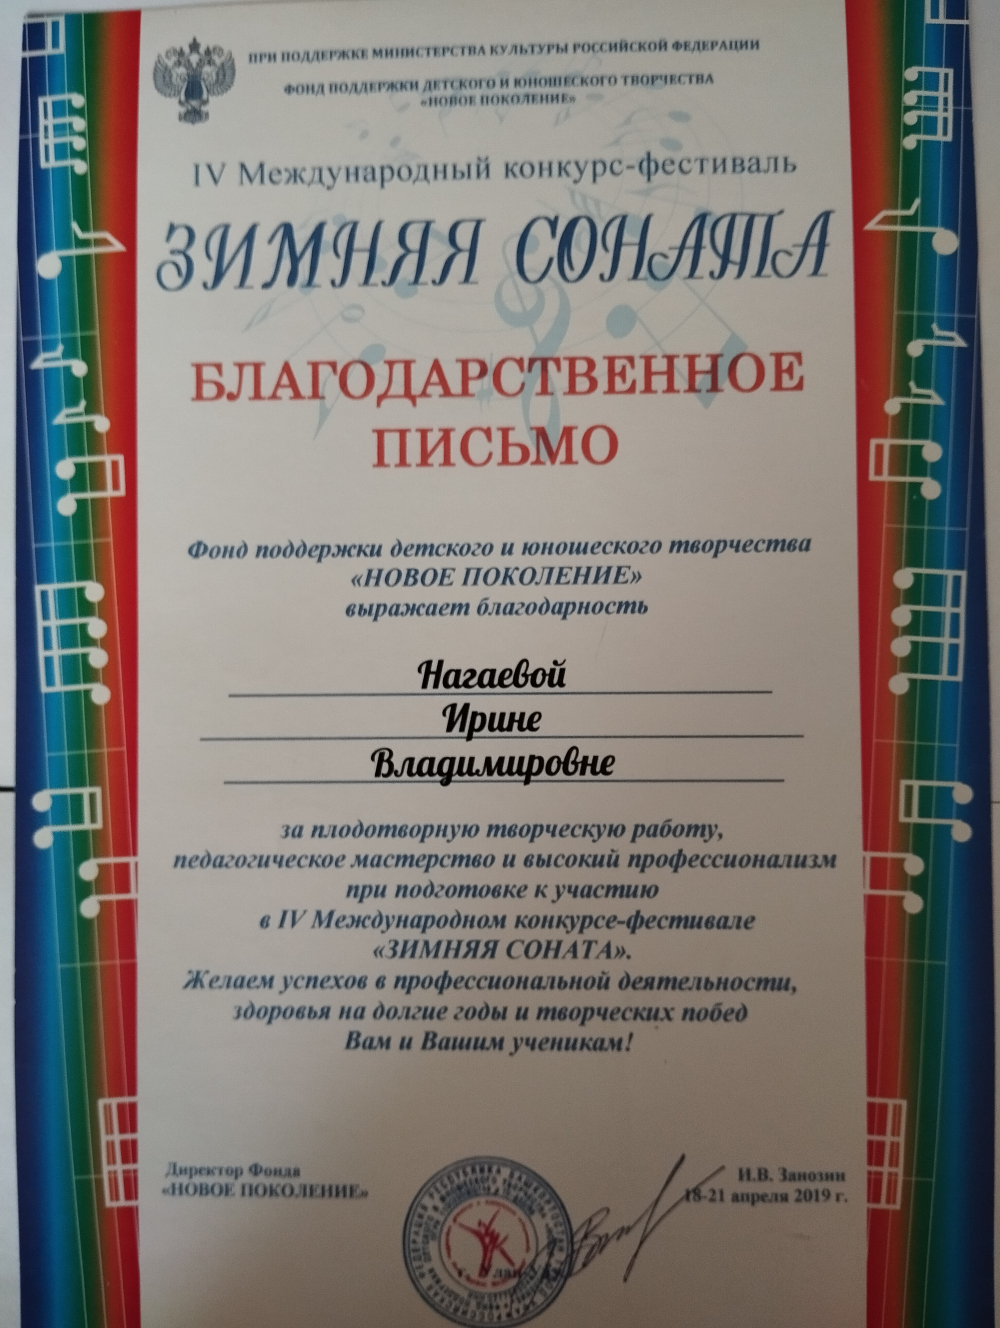 ПРИ ПОДДЕРЖКЕ МИНИСТЕРСТВА КУЛЬТУРЫ РОССИЙСКОЙ ФЕДЕРАЦИИ
ФОНД ПОДДЕРЖКИ ДЕТСКОГО И ЮНОШЕСКОГО ТВОРЧЕСТВА
«НОВОЕ ПОКОЛЕНИЕ»
IV Международный конкурс-фестиваль
ЗИМНЯЯ СОНАТА
БЛАГОДАРСТВЕННОЕ
ПИСЬМО
Фонд поддержки детского и юношеского творчества
«НОВОЕ ПОКОЛЕНИЕ»
выражает благодарность
Нагаевой
Ирине
Владимировне
за плодотворную творческую работу,
педагогическое мастерство и высокий профессионализм
при подготовке к участию
в IV Международном конкурсе-фестивале
«ЗИМНЯЯ СОНАТА».
Желаем успехов в профессиональной деятельности,
здоровья на долгие годы и творческих побед
Вам и Вашим ученикам!
Директор Фонда
«НОВОЕ ПОКОЛЕНИЕ»
И.В. Занозин
18-21 апреля 2019 г.
РЕСПУБЛИКА БАШКОРТОСТАН